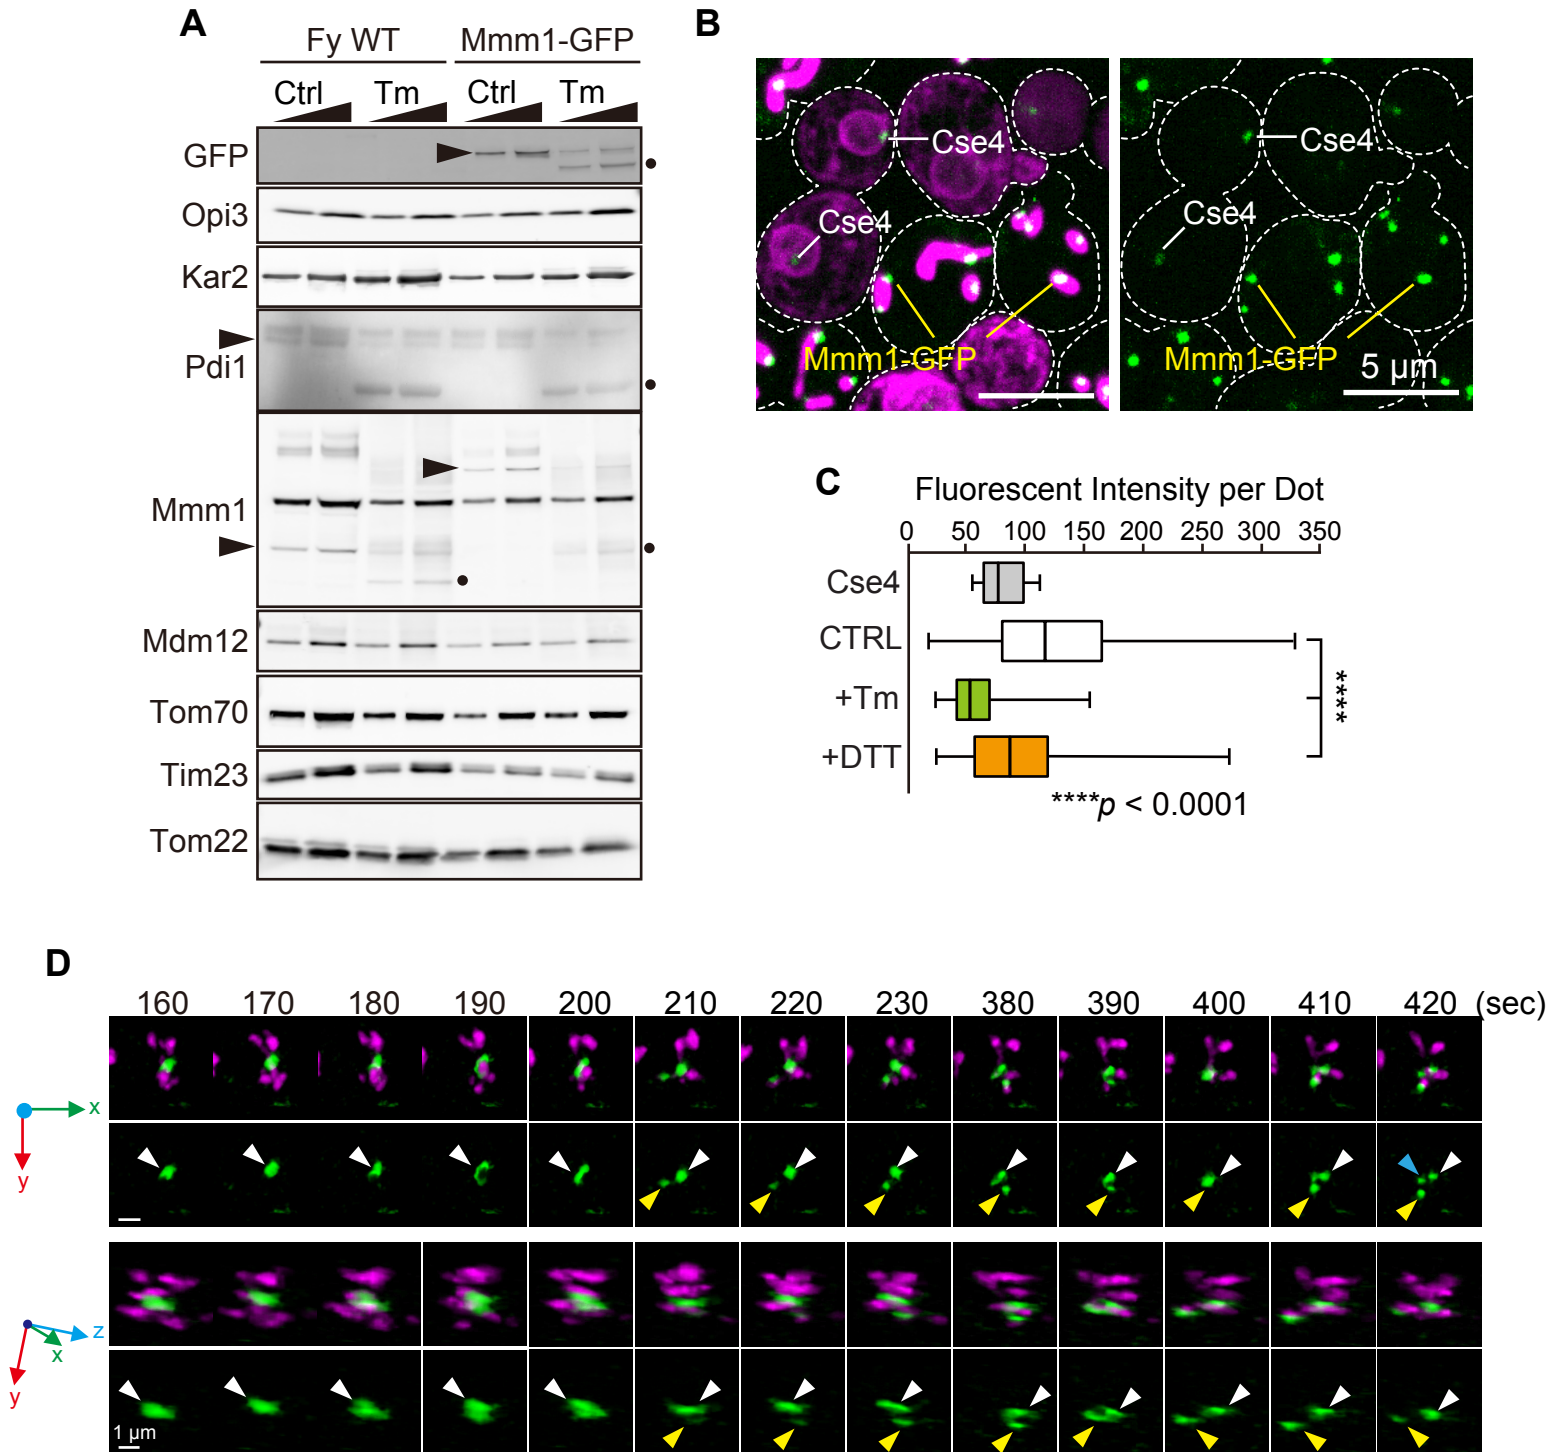 A
Fy WT Mmm1-GFP
Ctrl Tm Ctrl Tm
GFP
Opi3
Kar2
Pdi1
Mmm1
Mdm12
Tom70
Tim23
Tom22
B
Cse4
Cse4
Mmm1-GFP
Cse4
Cse4
Mmm1-GFP
5 µm
C
Fluorescent Intensity per Dot
0 50 100 150 200 250 300 350
Cse4
CTRL
+Tm
+DTT
****
****p < 0.0001
D
160 170 180 190 200 210 220 230 380 390 400 410 420 (sec)
x
y
z
x
y
1 µm